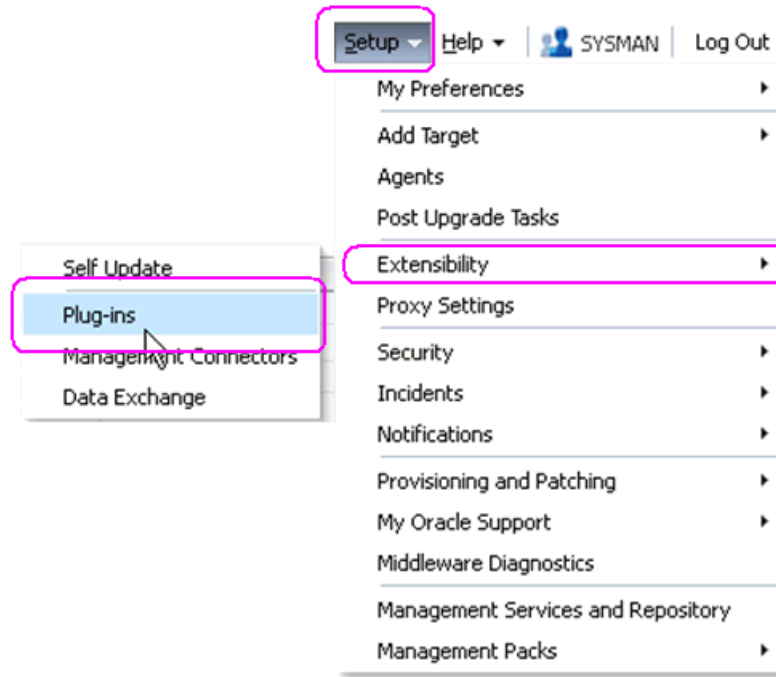 Setup Help SYSMAN Log Out
My Preferences
Add Target
Agents
Post Upgrade Tasks
Extensibility
Proxy Settings
Security
Incidents
Notifications
Provisioning and Patching
My Oracle Support
Middleware Diagnostics
Management Services and Repository
Management Packs
Self Update
Plug-ins
Management Connectors
Data Exchange